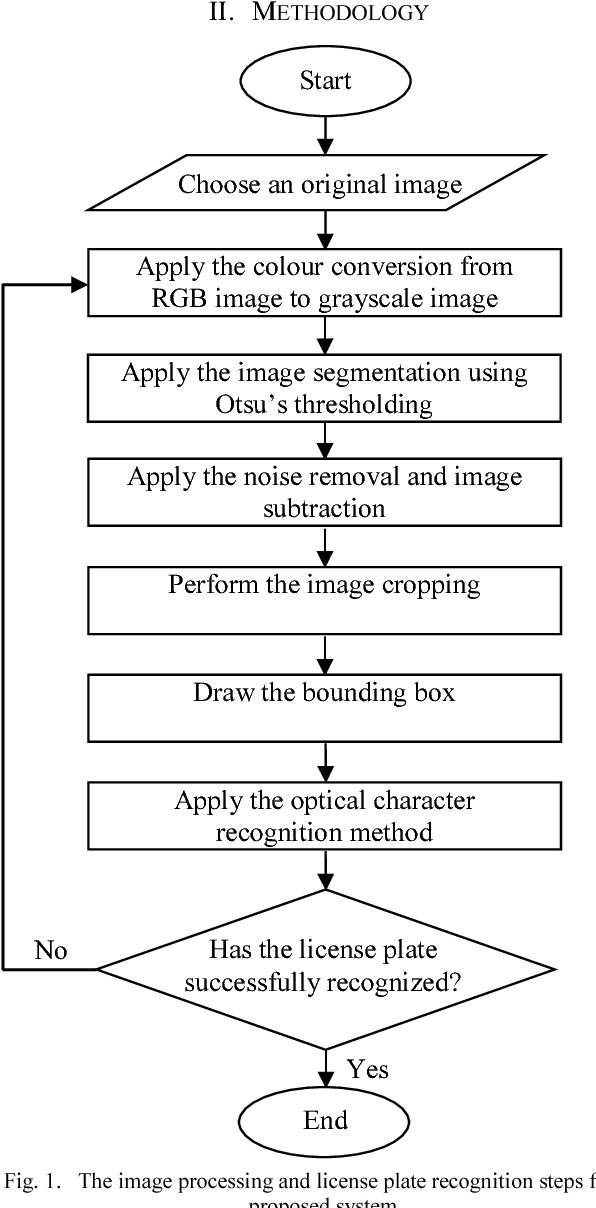 II. METHODOLOGY
Start
Choose an original image
Apply the colour conversion from
RGB image to grayscale image
Apply the image segmentation using
Otsu’s thresholding
Apply the noise removal and image
subtraction
Perform the image cropping
Draw the bounding box
Apply the optical character
recognition method
Has the license plate
successfully recognized?
No
Yes
End
Fig. 1. The image processing and license plate recognition steps f
proposed system